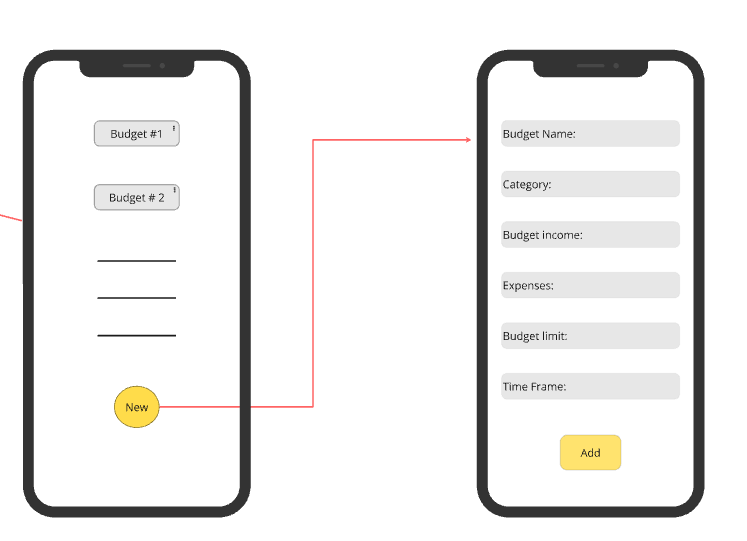 Budget #1
Budget # 2
New
Budget Name:
Category:
Budget income:
Expenses:
Budget limit:
Time Frame:
Add